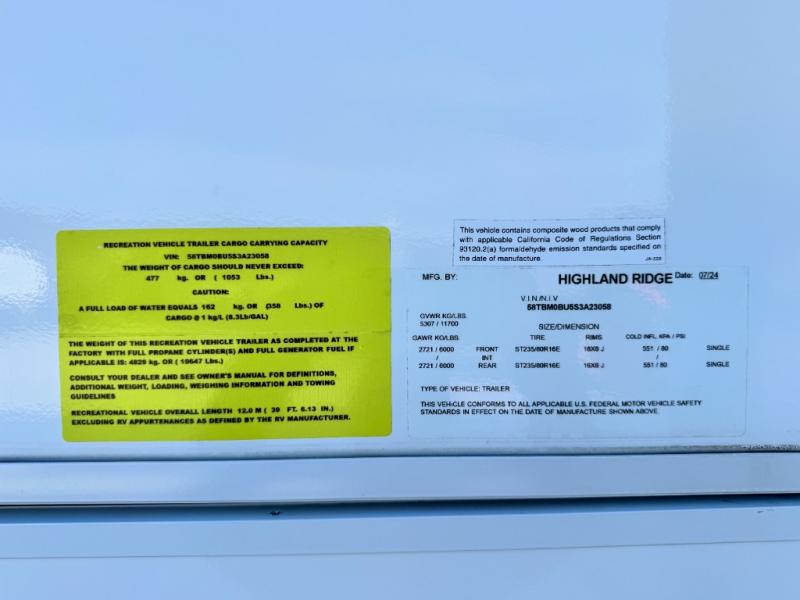 RECREATION VEHICLE TRAILER CARGO CARRYING CAPACITY
VIN: 58TBM0BU5S3A23058
THE WEIGHT OF CARGO SHOULD NEVER EXCEED:
477 kg. OR ( 1053 Lbs.)
CAUTION:
A FULL LOAD OF WATER EQUALS 162 kg. OR (358 Lbs.) OF
CARGO @ 1 kg/L (8.3Lb/GAL)
THE WEIGHT OF THIS RECREATION VEHICLE TRAILER AS COMPLETED AT THE
FACTORY WITH FULL PROPANE CYLINDER(S) AND FULL GENERATOR FUEL IF
APPLICABLE IS: 4829 kg. OR ( 10647 Lbs.)
CONSULT YOUR DEALER AND SEE OWNER'S MANUAL FOR DEFINITIONS,
ADDITIONAL WEIGHT, LOADING, WEIGHING INFORMATION AND TOWING
GUIDELINES
RECREATIONAL VEHICLE OVERALL LENGTH 12.0 M ( 39 FT. 6.13 IN.)
EXCLUDING RV APPURTENANCES AS DEFINED BY THE RV MANUFACTURER.
This vehicle contains composite wood products that comply
with applicable California Code of Regulations Section
93120.2(a) formaldehyde emission standards specified on
the date of manufacture.
MFG. BY: HIGHLAND RIDGE Date: 07/24
V.I.N./N.I.V
58TBM0BU5S3A23058
GVWR KG/LBS.
5307 / 11700
SIZE/DIMENSION
GAWR KG/LBS. TIRE RIMS COLD INFL. KPA / PSI
2721 / 6000 FRONT ST235/80R16E 16X6 J 551 / 80 SINGLE
/ INT
2721 / 6000 REAR ST235/80R16E 16X6 J 551 / 80 SINGLE
TYPE OF VEHICLE: TRAILER
THIS VEHICLE CONFORMS TO ALL APPLICABLE U.S. FEDERAL MOTOR VEHICLE SAFETY
STANDARDS IN EFFECT ON THE DATE OF MANUFACTURE SHOWN ABOVE.